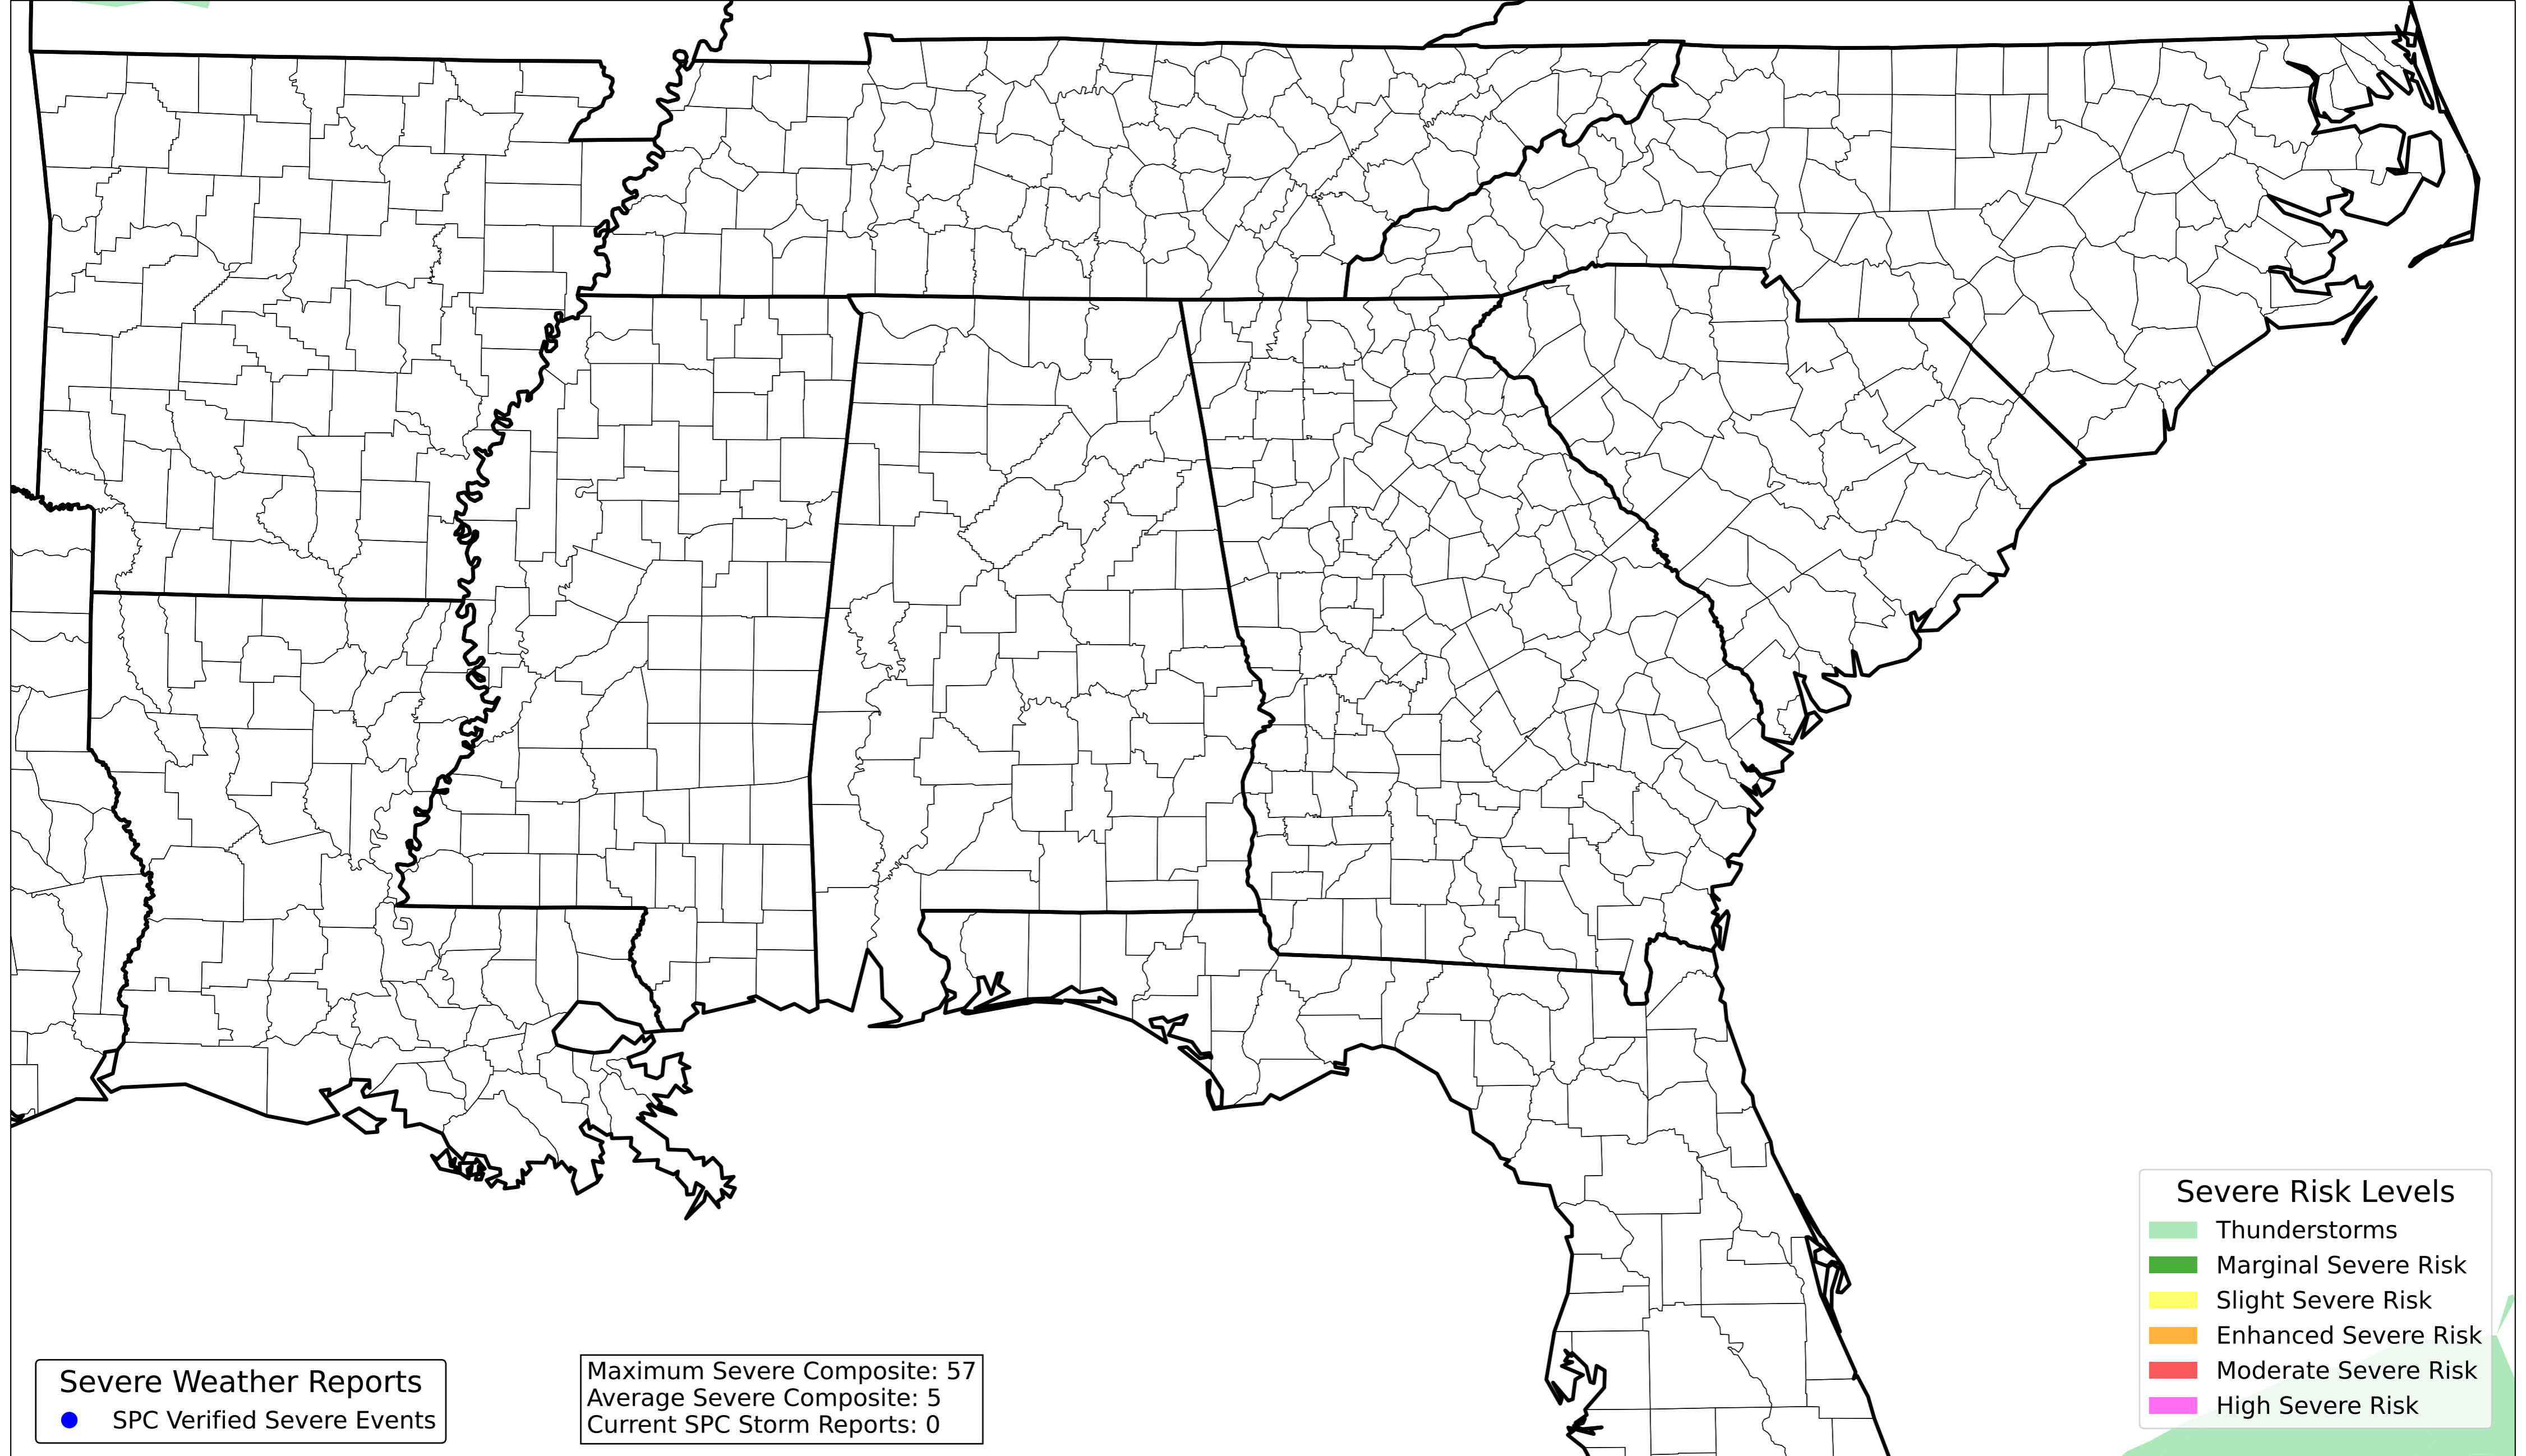 Severe Risk Levels
Thunderstorms
Marginal Severe Risk
Slight Severe Risk
Enhanced Severe Risk
Moderate Severe Risk
High Severe Risk
Severe Weather Reports
SPC Verified Severe Events
Maximum Severe Composite: 57
Average Severe Composite: 5
Current SPC Storm Reports: 0